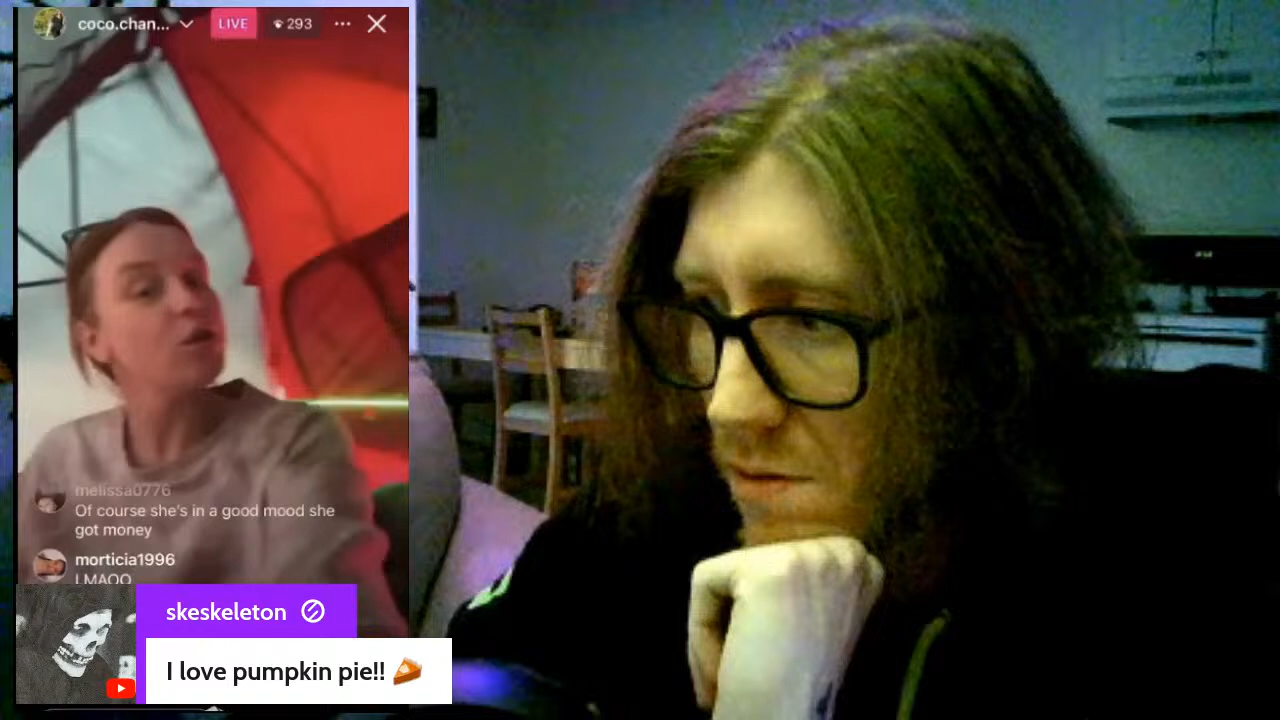 coco.chan...
LIVE
293
melissa0776
Of course she's in a good mood she
got money
morticia1996
LMAOO
skeskeleton
I love pumpkin pie!! 🥧